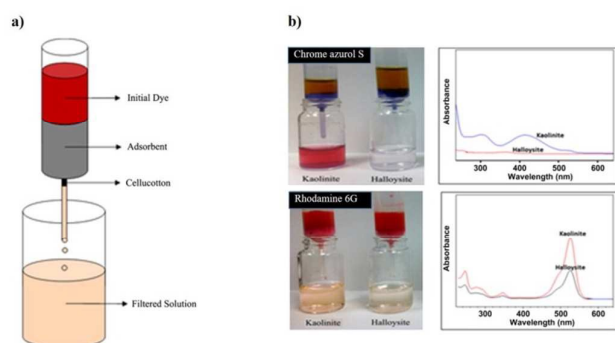 a)
Initial Dye
Adsorbent
Cellucotton
Filtered Solution
b)
Chrome azurol S
Kaolinite
Halloysite
Absorbance
Kaolinite
Halloysite
300
400
500
600
Wavelength (nm)
Rhodamine 6G
Kaolinite
Halloysite
Absorbance
Kaolinite
Halloysite
300
400
500
600
Wavelength (nm)